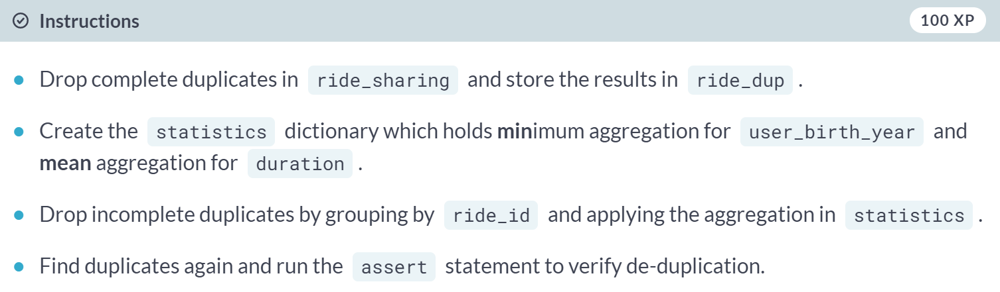 Instructions 100 XP
Drop complete duplicates in ride_sharing and store the results in ride_dup .
Create the statistics dictionary which holds minimum aggregation for user_birth_year and
mean aggregation for duration .
Drop incomplete duplicates by grouping by ride_id and applying the aggregation in statistics .
Find duplicates again and run the assert statement to verify de-duplication.